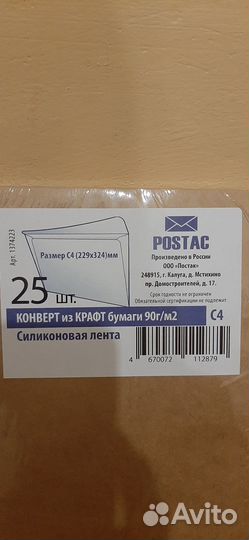 Арт. 1374223
Размер С4 (229x324)мм
25 шт.
POSTAC
Произведено в России
ООО «Постак»
248915, г. Калуга, д. Мстихино
пр. Домостроителей, д. 17.
Срок годности не ограничен
Обязательной сертификации не подлежит
КОНВЕРТ из КРАФТ бумаги 90г/м2
С4
Силиконовая лента
4 670072 112879
Avito